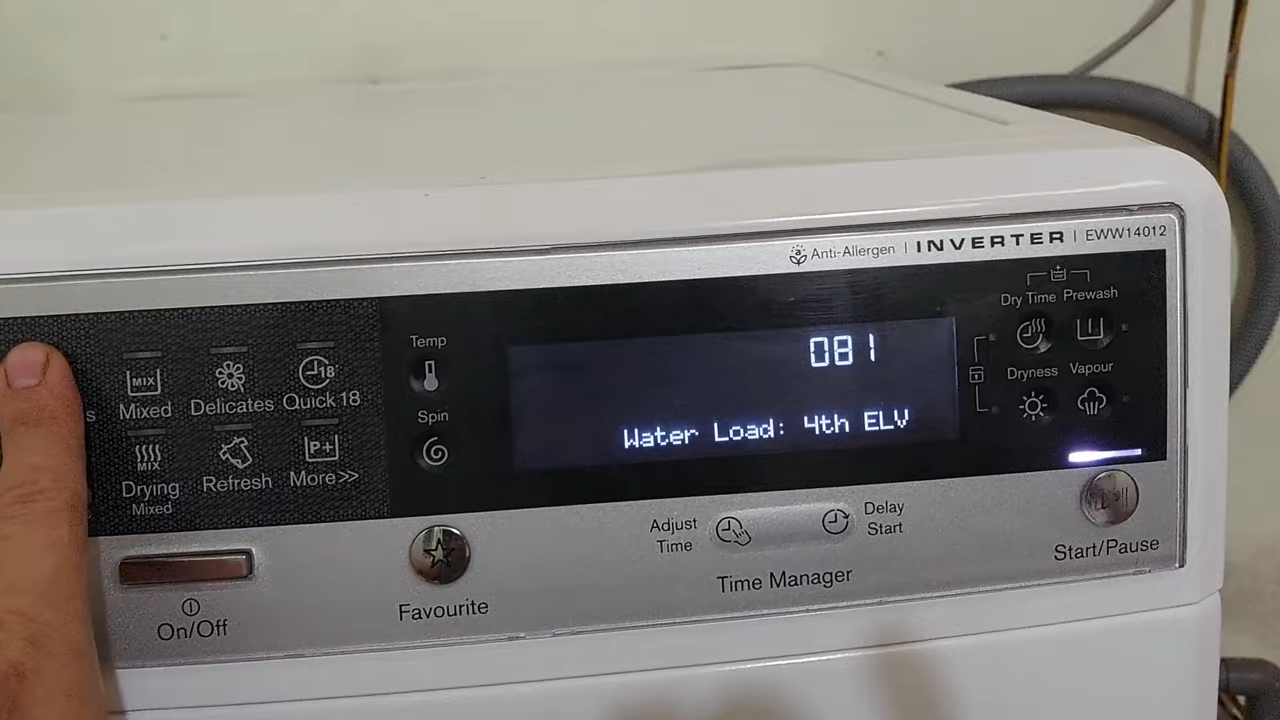 Anti-Allergen | INVERTER | EWW14012
Dry Time Prewash
Temp
081
MIX
18'
Mixed
Delicates
Quick 18
Dryness
Vapour
Spin
Water Load: 4th ELV
MIX
P+
Drying
Mixed
Refresh
More>>
Adjust
Time
Delay
Start
Start/Pause
Time Manager
Favourite
On/Off